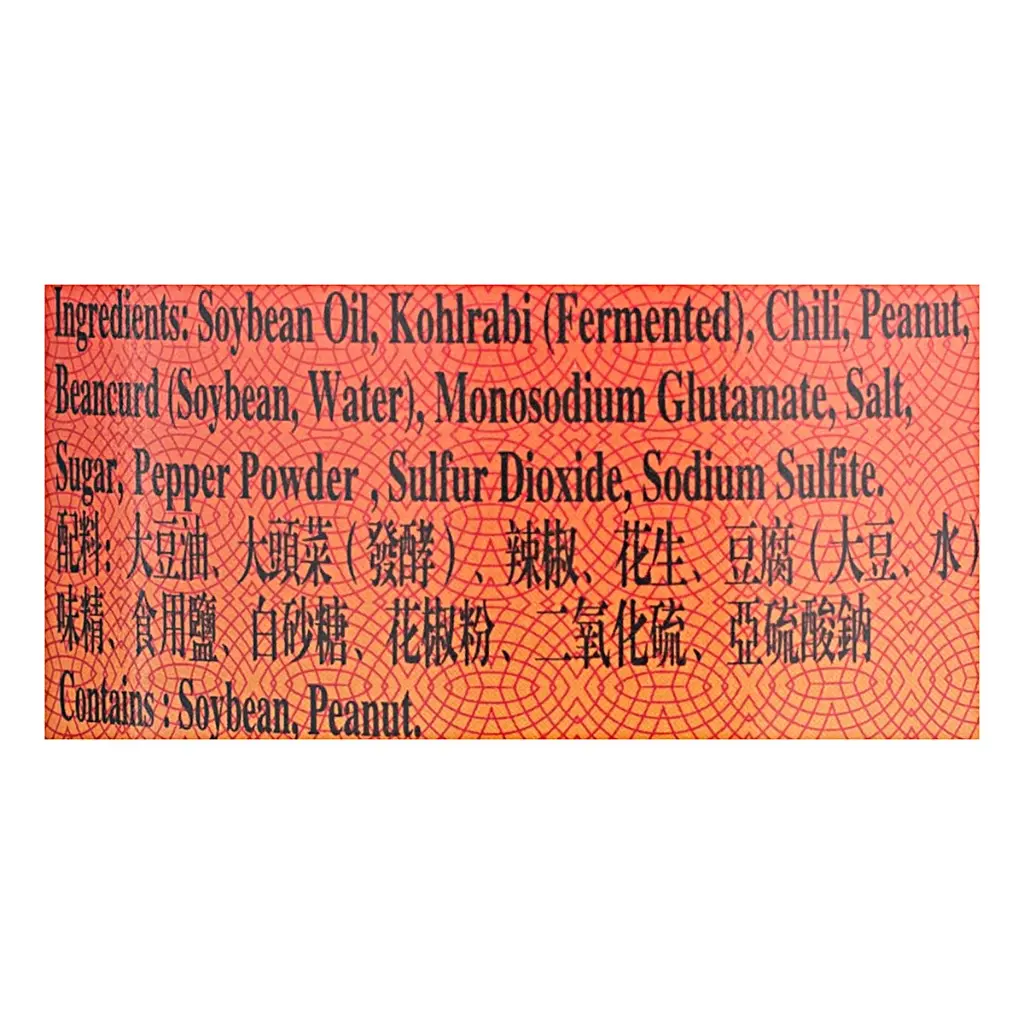 Ingredients: Soybean Oil, Kohlrabi (Fermented), Chili, Peanut,
Beancurd (Soybean, Water), Monosodium Glutamate, Salt,
Sugar, Pepper Powder , Sulfur Dioxide, Sodium Sulfite.
配料: 大豆油、大頭菜（發酵）、辣椒、花生、豆腐（大豆、水）
味精、食用鹽、白砂糖、花椒粉、二氧化硫、亞硫酸鈉
Contains : Soybean, Peanut.